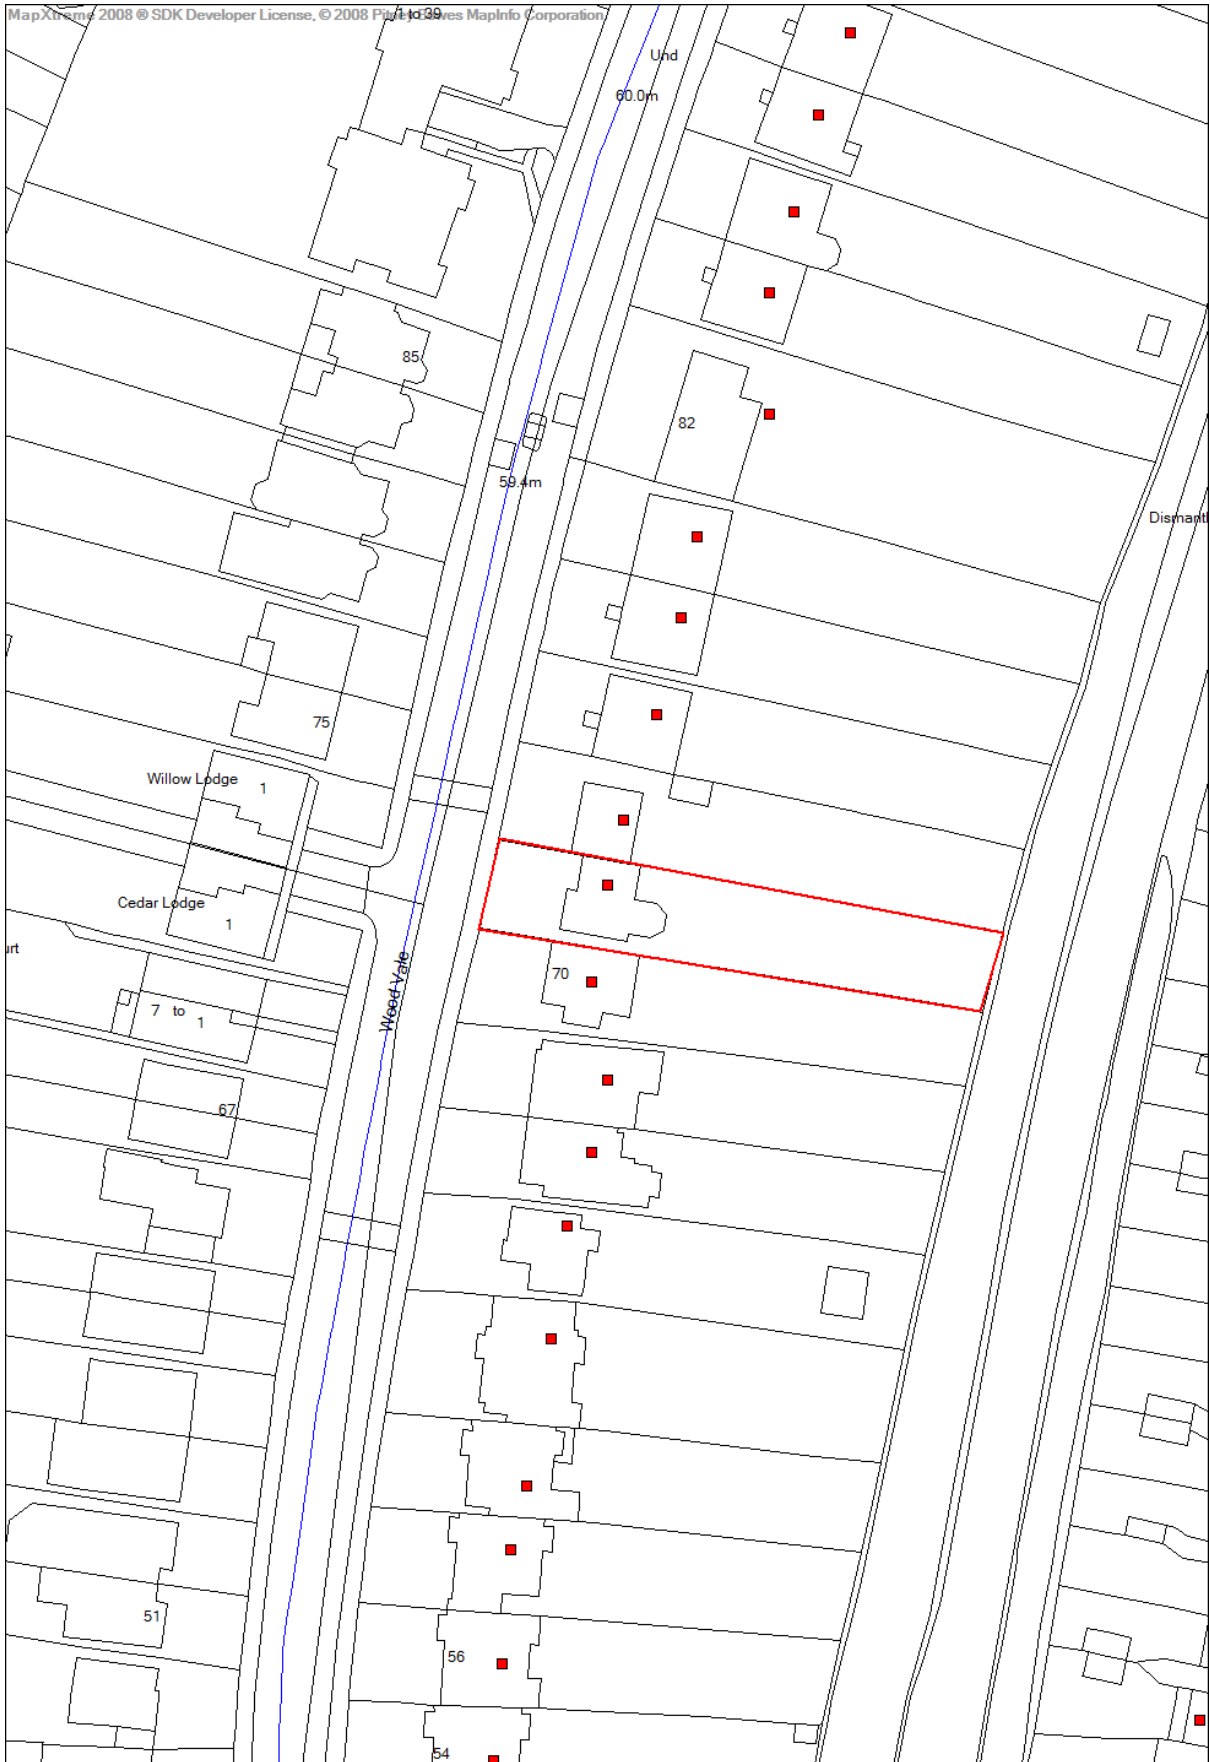 MapXtreme 2008 ® SDK Developer License, © 2008 Pitney Bowes MapInfo Corporation.
1 to 39
Und
60.0m
85
82
59.4m
Dismantl
75
Willow Lodge
1
Cedar Lodge
1
urt
70
Wood Vale
7 to
1
67
51
56
54